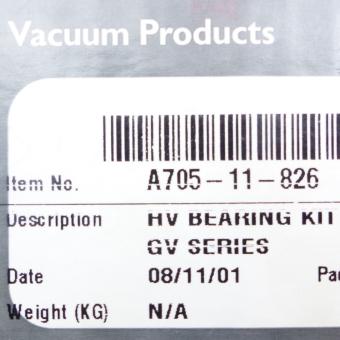 Vacuum Products
Item No. A705-11-826
Description HV BEARING KIT
GV SERIES
Date 08/11/01
Weight (KG) N/A